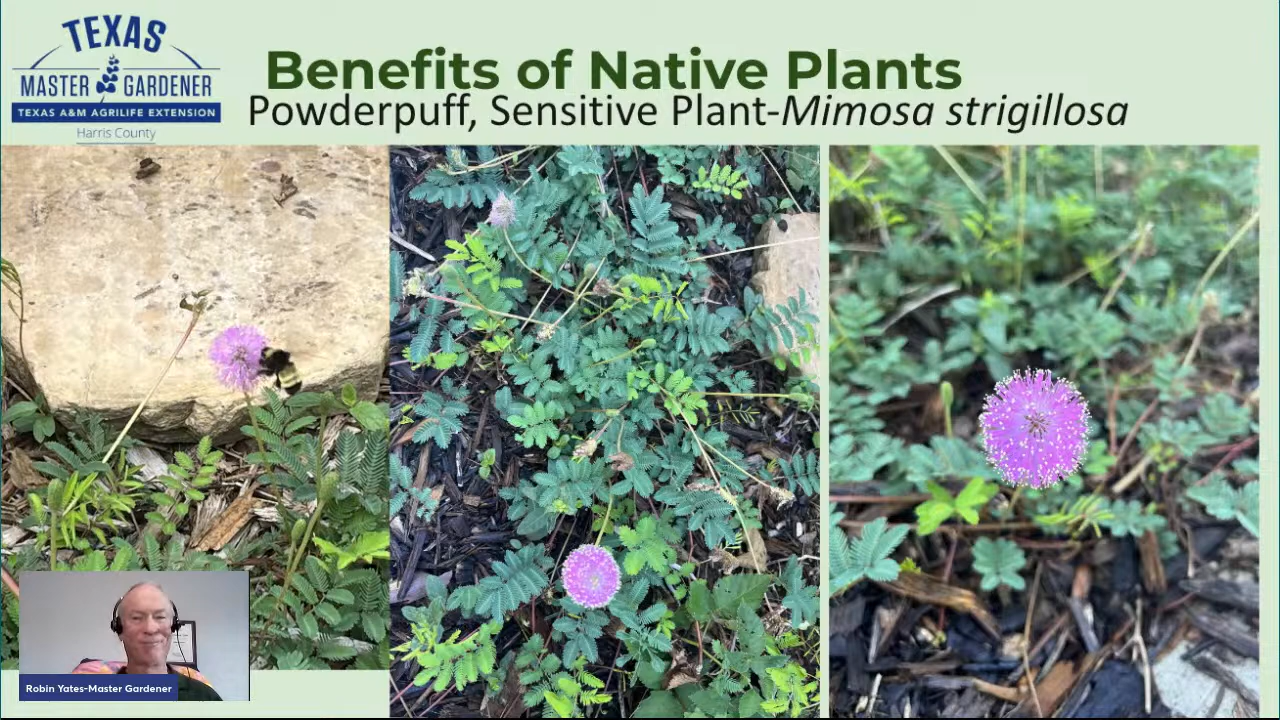 TEXAS
MASTER GARDENER
TEXAS A&M AGRILIFE EXTENSION
Harris County
Benefits of Native Plants
Powderpuff, Sensitive Plant-Mimosa strigillosa
Robin Yates-Master Gardener